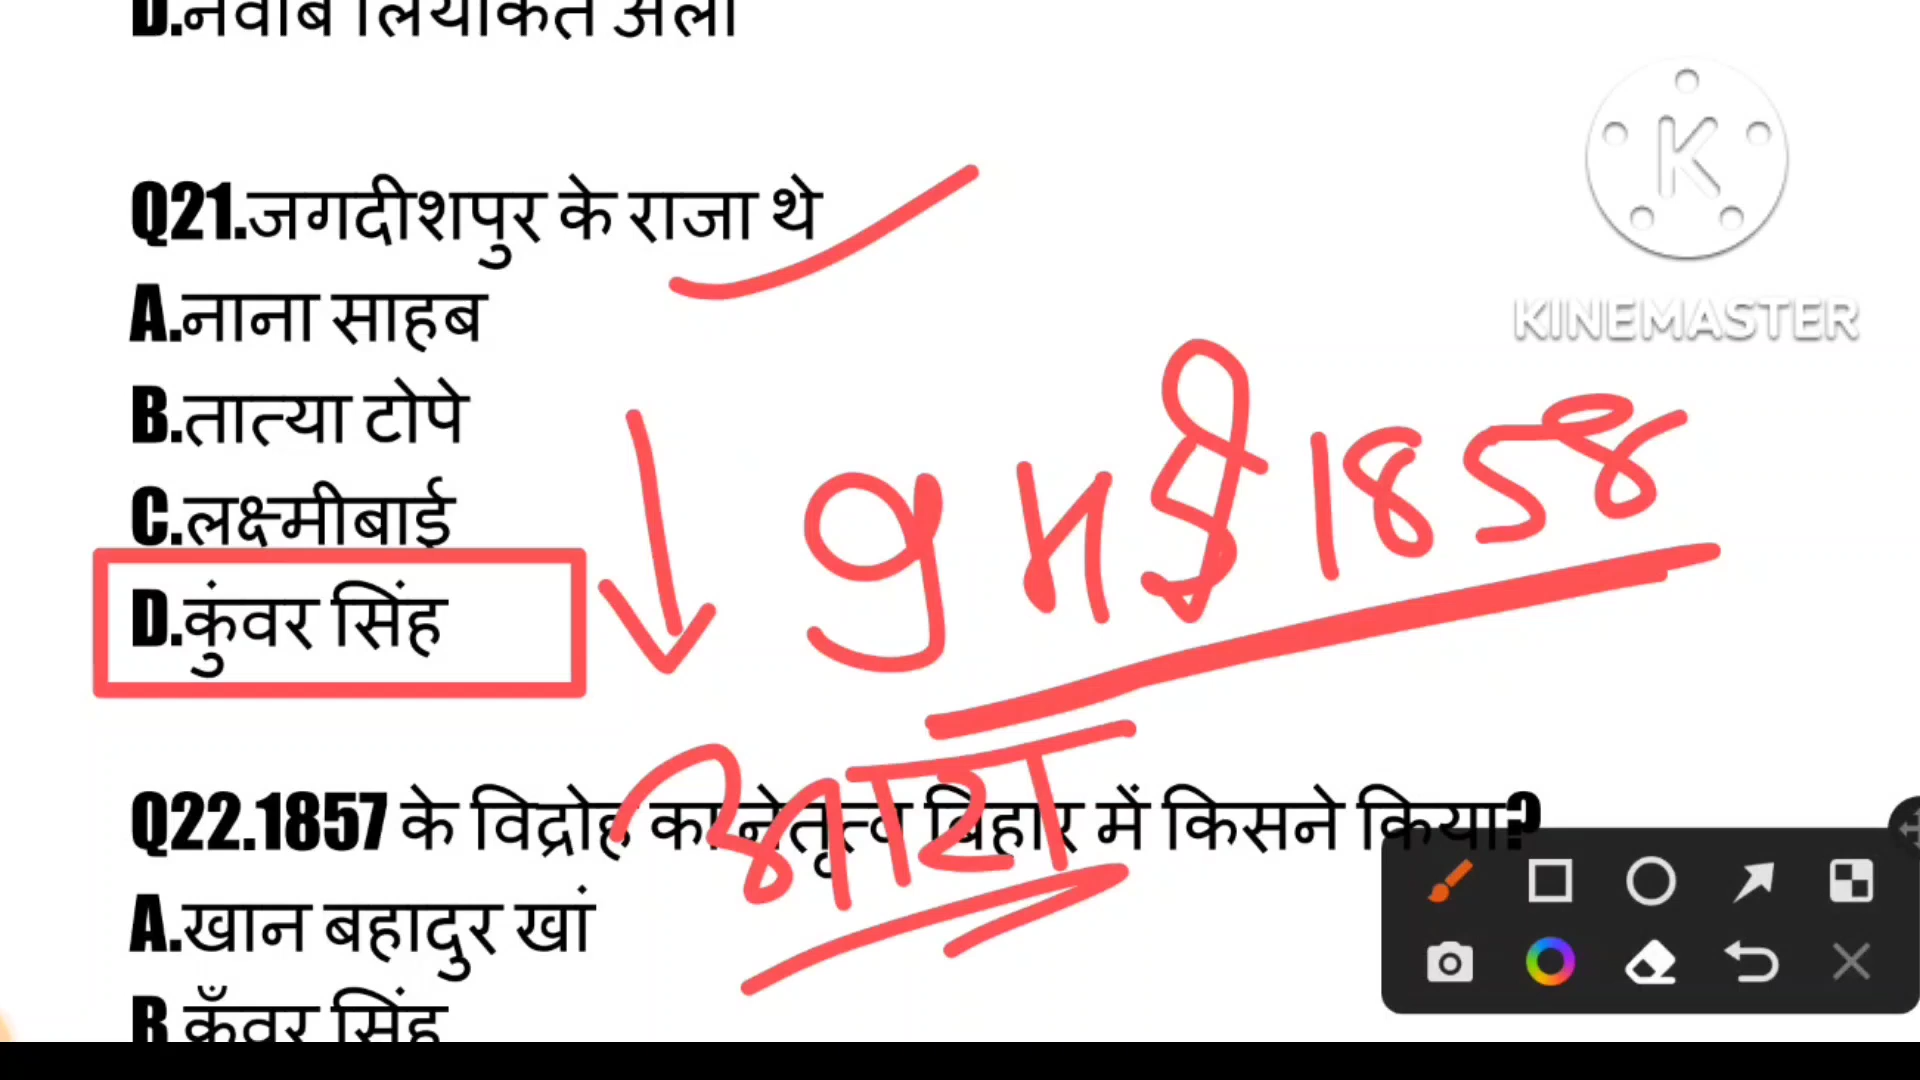 D.नवाब लियाकत अली
KINEMASTER
Q21.जगदीशपुर के राजा थे
A.नाना साहब
B.तात्या टोपे
C.लक्ष्मीबाई
D.कुंवर सिंह
9 मई 1858
आरा
Q22.1857 के विद्रोह का नेतृत्व बिहार में किसने किया?
A.खान बहादुर खां
B.कुँवर सिंह